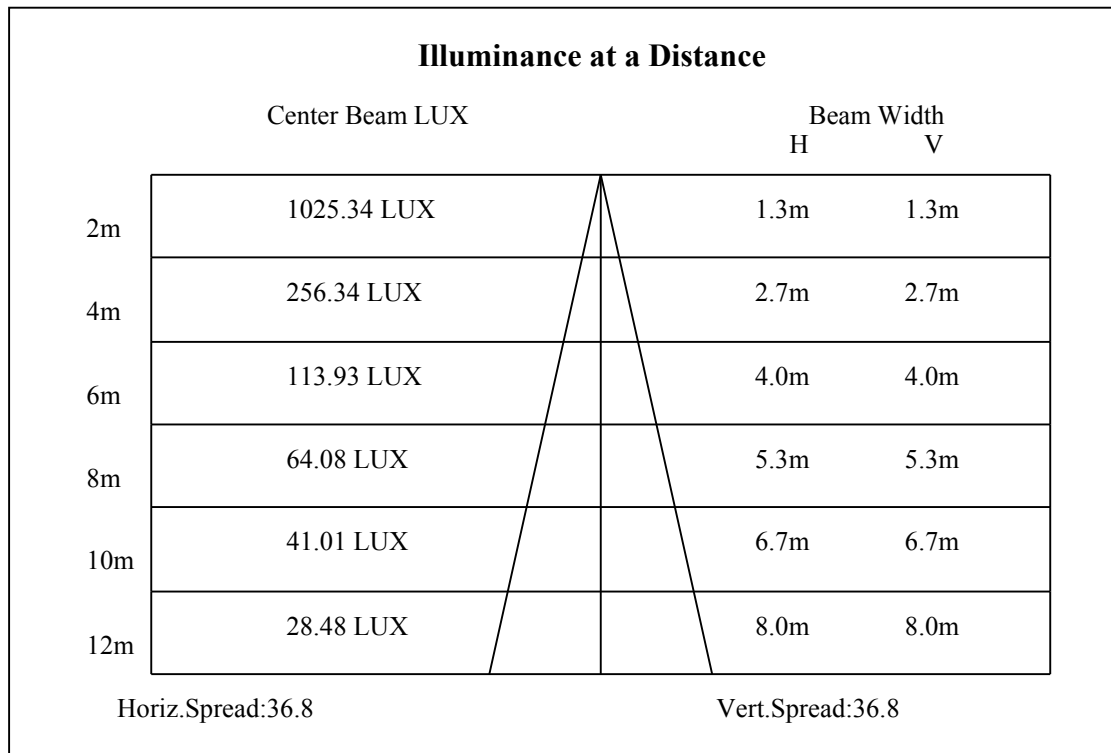 Illuminance at a Distance
Center Beam LUX Beam Width
H V
2m 1025.34 LUX 1.3m 1.3m
4m 256.34 LUX 2.7m 2.7m
6m 113.93 LUX 4.0m 4.0m
8m 64.08 LUX 5.3m 5.3m
10m 41.01 LUX 6.7m 6.7m
12m 28.48 LUX 8.0m 8.0m
Horiz.Spread:36.8 Vert.Spread:36.8